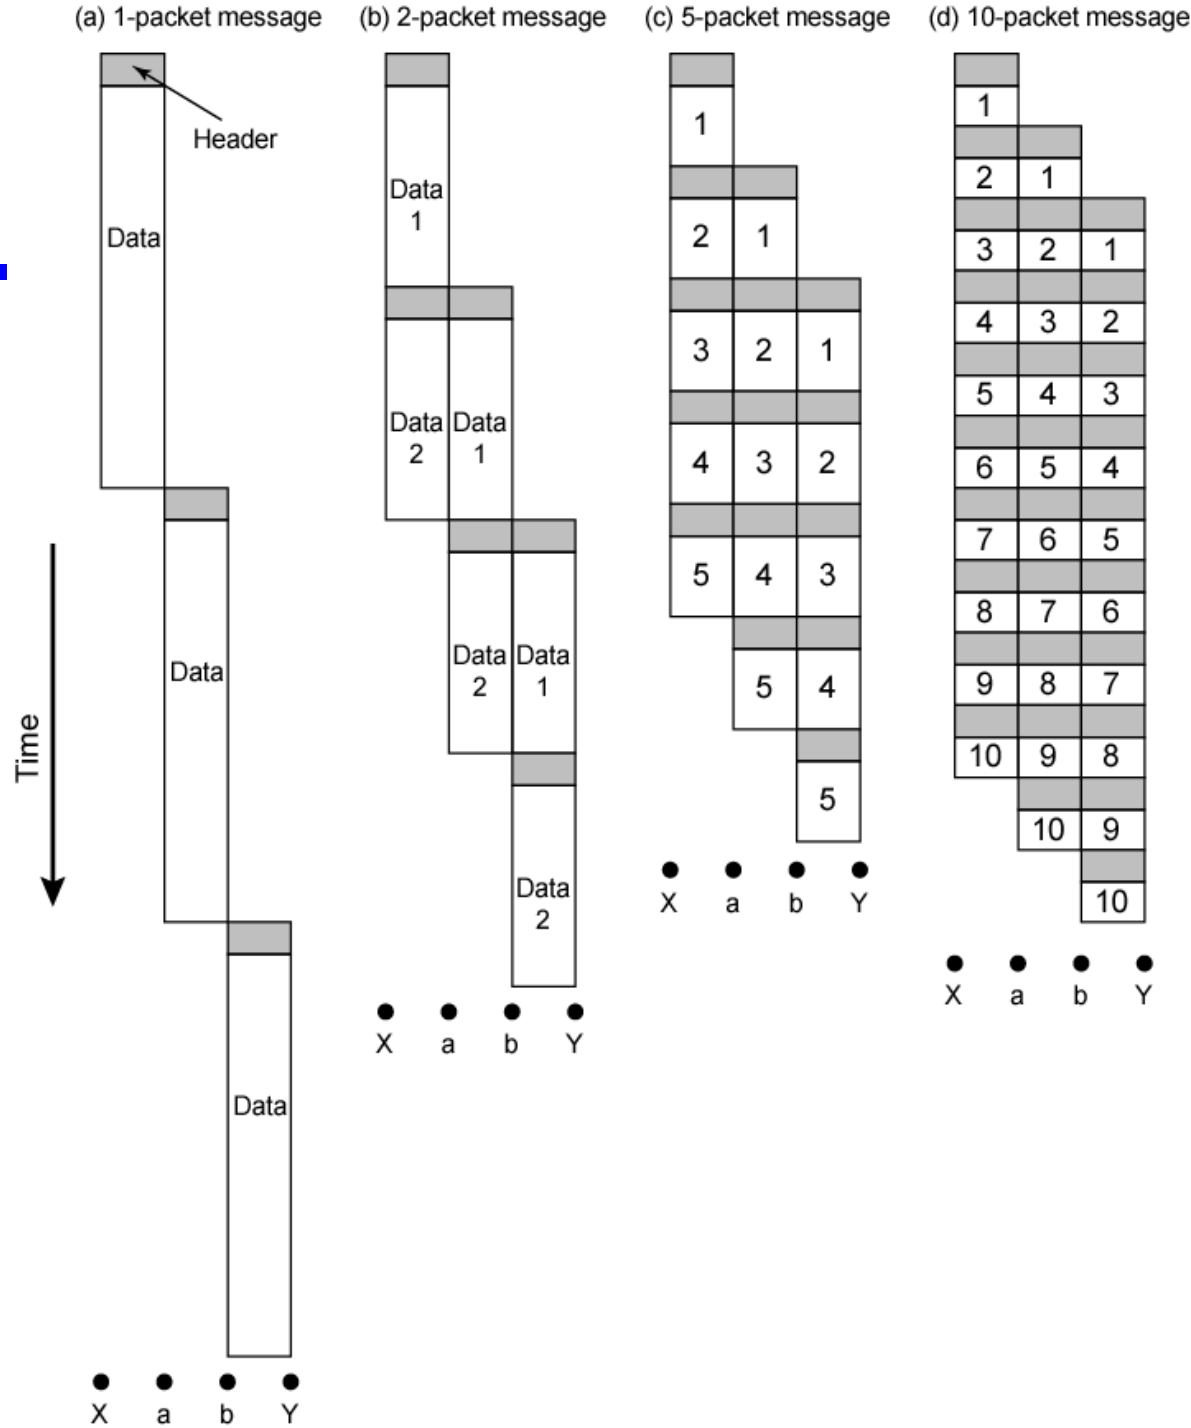 (a) 1-packet message
(b) 2-packet message
(c) 5-packet message
(d) 10-packet message
Header
Data
Data
Data
Time
X a b Y
Data
1
Data Data
2 1
Data Data
2 1
Data
2
X a b Y
1
2 1
3 2 1
4 3 2
5 4 3
5 4
5
X a b Y
1
2 1
3 2 1
4 3 2
5 4 3
6 5 4
7 6 5
8 7 6
9 8 7
10 9 8
10 9
10
X a b Y